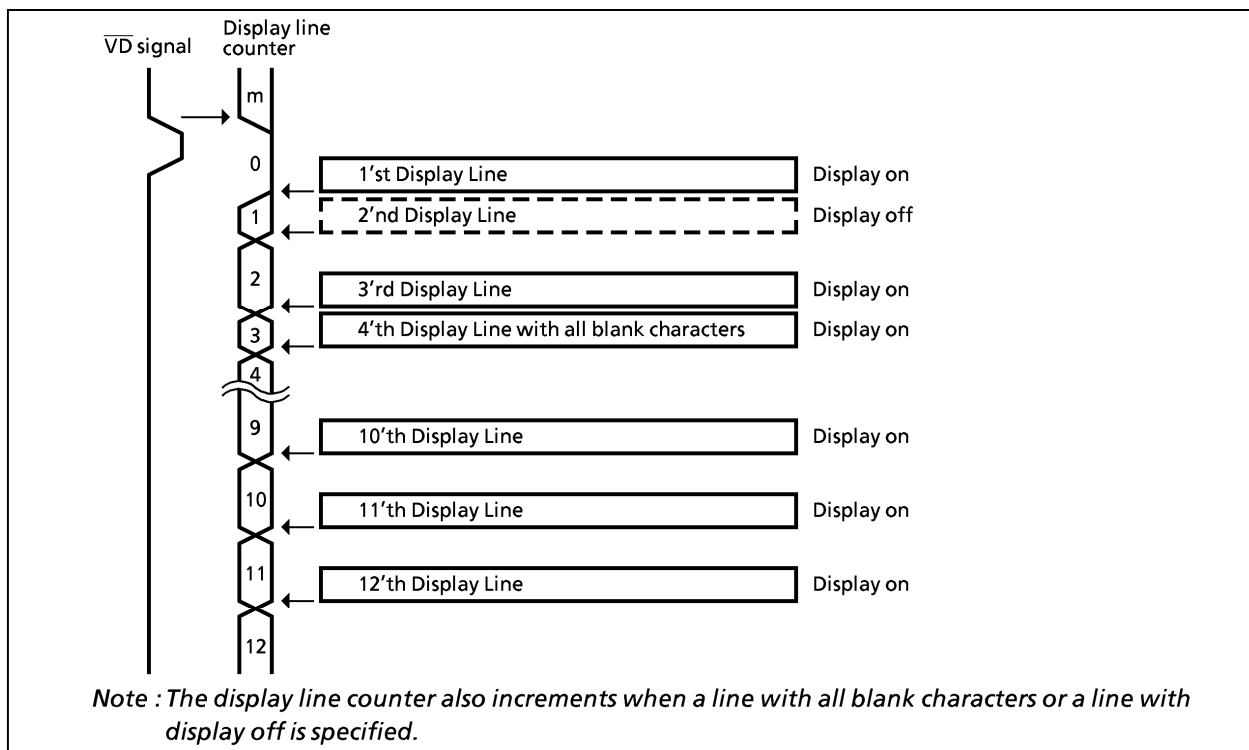 V̅D̅ signal
Display line
counter
m
0
1'st Display Line
Display on
1
2'nd Display Line
Display off
2
3'rd Display Line
Display on
3
4'th Display Line with all blank characters
Display on
4
9
10'th Display Line
Display on
10
11'th Display Line
Display on
11
12'th Display Line
Display on
12
Note : The display line counter also increments when a line with all blank characters or a line with
display off is specified.